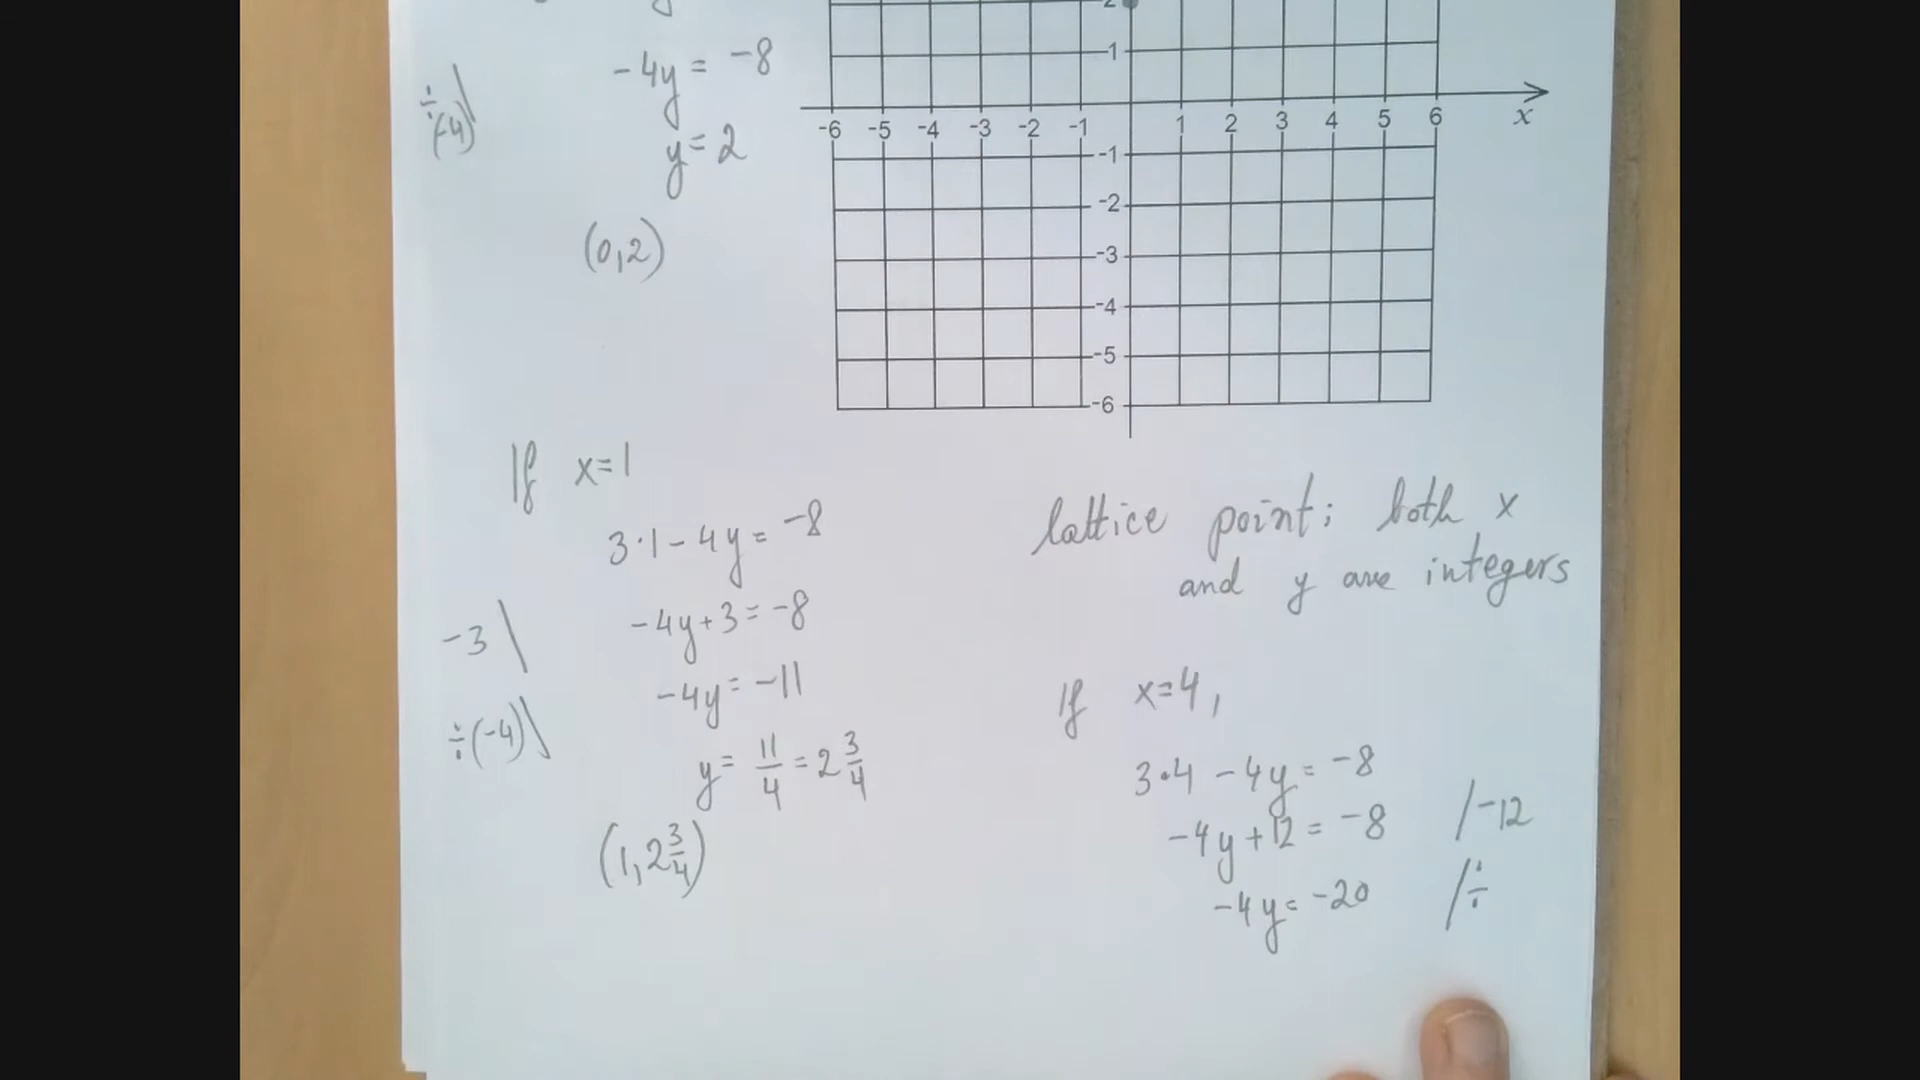 -4y = -8
÷(-4)\
y = 2
(0,2)
2
1
-6 -5 -4 -3 -2 -1 1 2 3 4 5 6 x
-1
-2
-3
-4
-5
-6
If x=1
3·1 - 4y = -8
-4y + 3 = -8
-3 \
-4y = -11
÷(-4) \
y = 11/4 = 2 3/4
(1, 2 3/4)
lattice point: both x
and y are integers
If x=4,
3·4 - 4y = -8
-4y + 12 = -8 /-12
-4y = -20 /÷